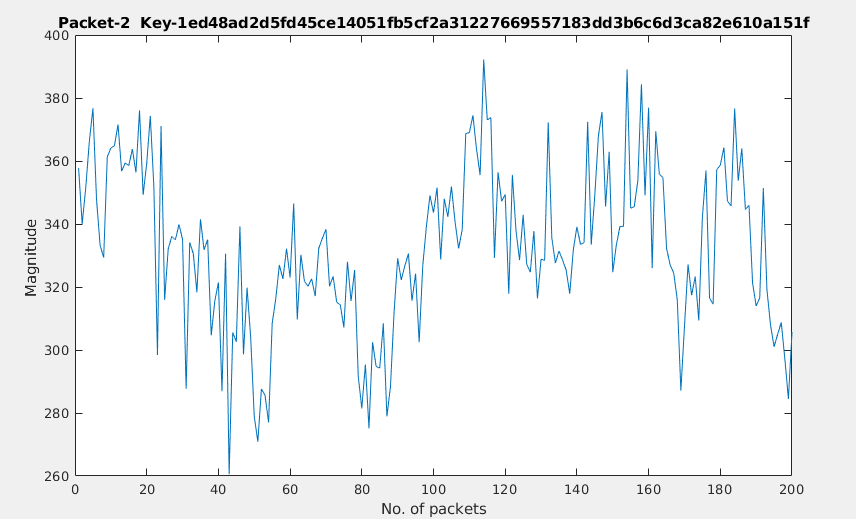 Packet-2 Key-1ed48ad2d5fd45ce14051fb5cf2a31227669557183dd3b6c6d3ca82e610a151f
400
380
360
340
320
300
280
260
Magnitude
0 20 40 60 80 100 120 140 160 180 200
No. of packets